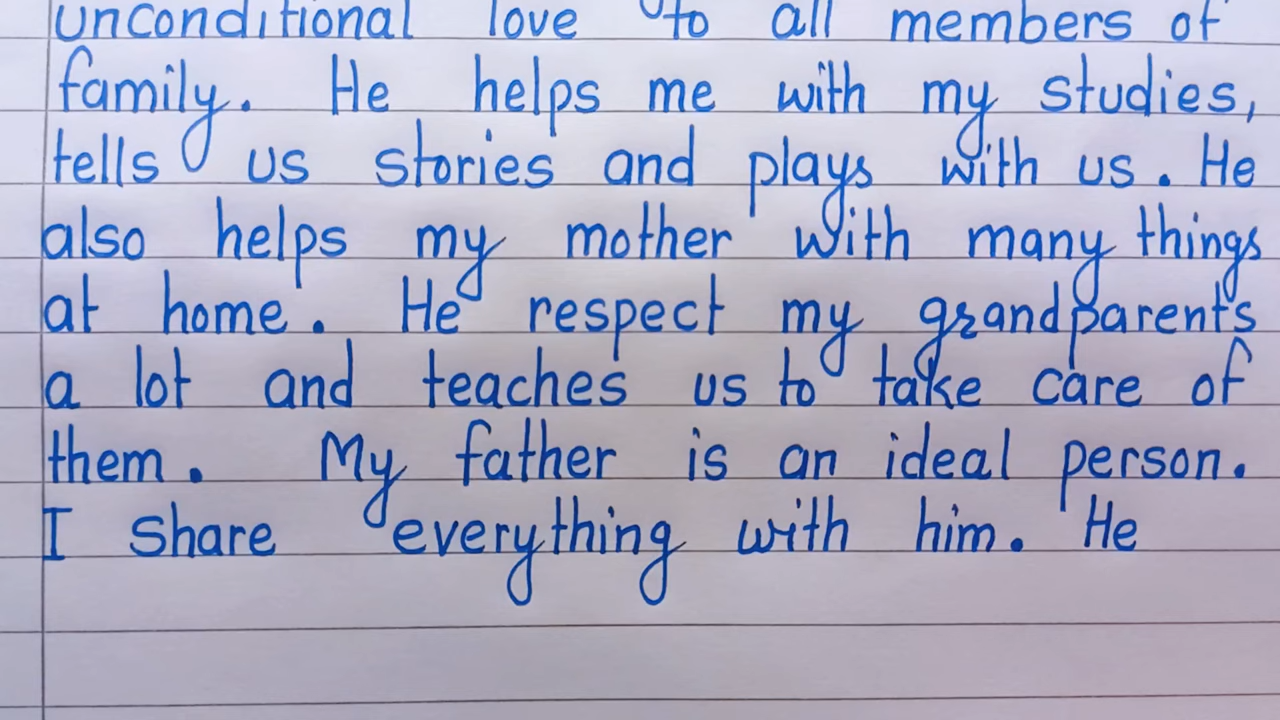 unconditional love to all members of
family. He helps me with my studies,
tells us stories and plays with us. He
also helps my mother with many things
at home. He respect my grandparents
a lot and teaches us to take care of
them. My father is an ideal person.
I share everything with him. He